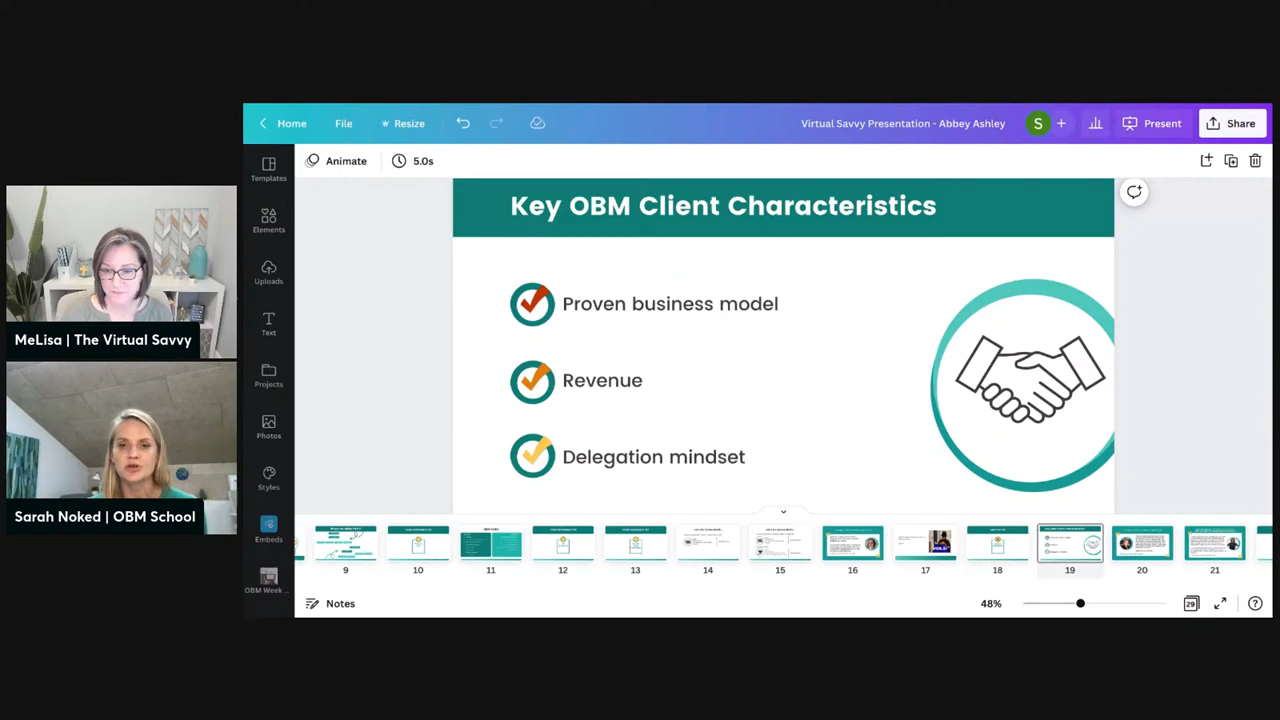 MeLisa | The Virtual Savvy
Sarah Noked | OBM School
Home
File
Resize
Virtual Savvy Presentation - Abbey Ashley
S
+
Present
Share
Templates
Elements
Uploads
Text
Projects
Photos
Styles
Embeds
OBM Week ...
Animate
5.0s
Key OBM Client Characteristics
Proven business model
Revenue
Delegation mindset
9
10
11
12
13
14
15
16
17
18
19
20
21
Notes
48%
29
?